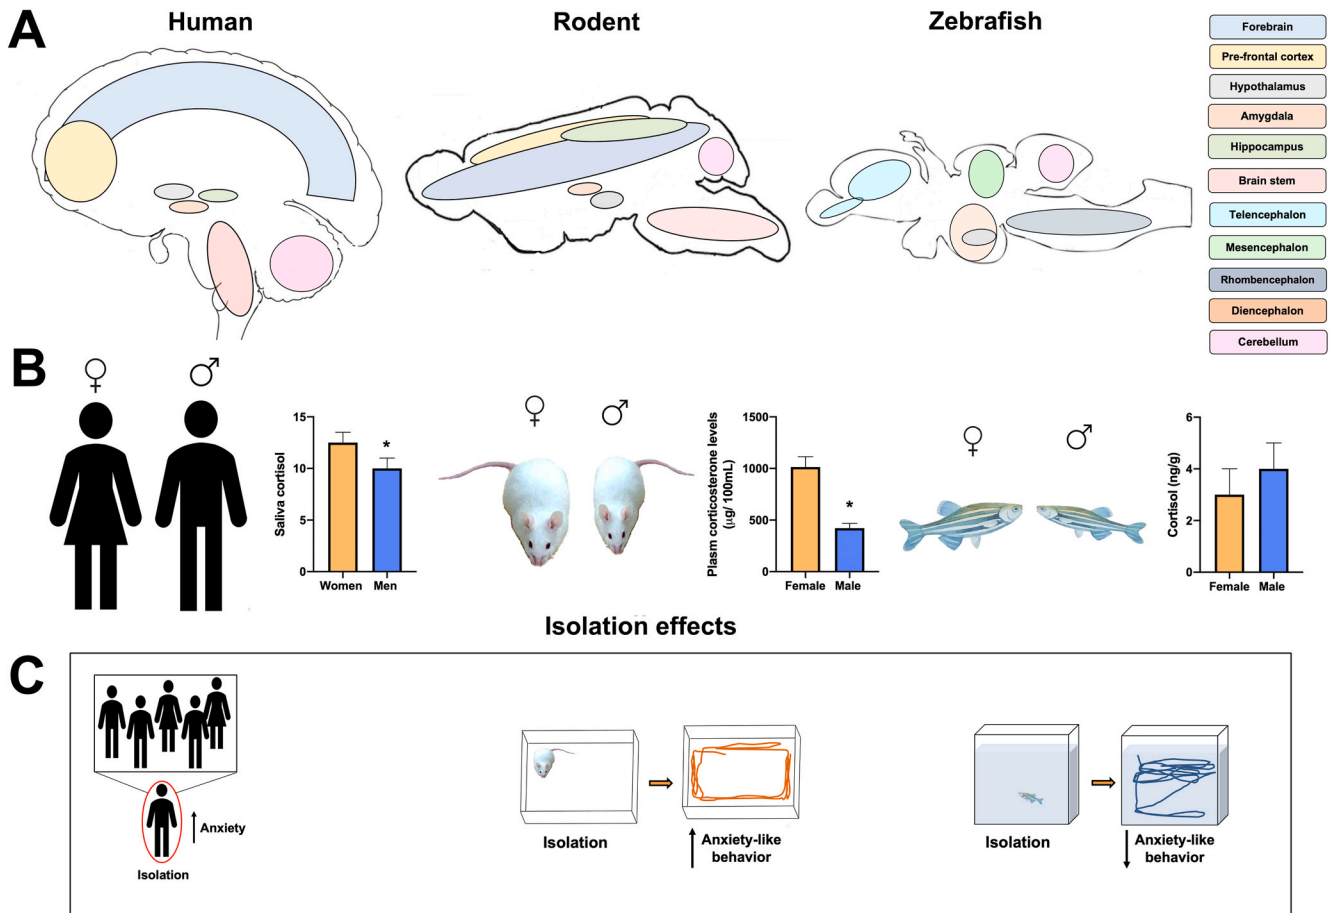 A
Human
Rodent
Zebrafish
Forebrain
Pre-frontal cortex
Hypothalamus
Amygdala
Hippocampus
Brain stem
Telencephalon
Mesencephalon
Rhombencephalon
Diencephalon
Cerebellum
B
♀ ♂
15
10
5
0
Saliva cortisol
*
Women Men
♀ ♂
1500
1000
500
0
Plasm corticosterone levels
(µg/ 100mL)
*
Female Male
♀ ♂
6
4
2
0
Cortisol (ng/g)
Female Male
Isolation effects
C
Anxiety
Isolation
Isolation
Anxiety-like
behavior
Isolation
Anxiety-like
behavior